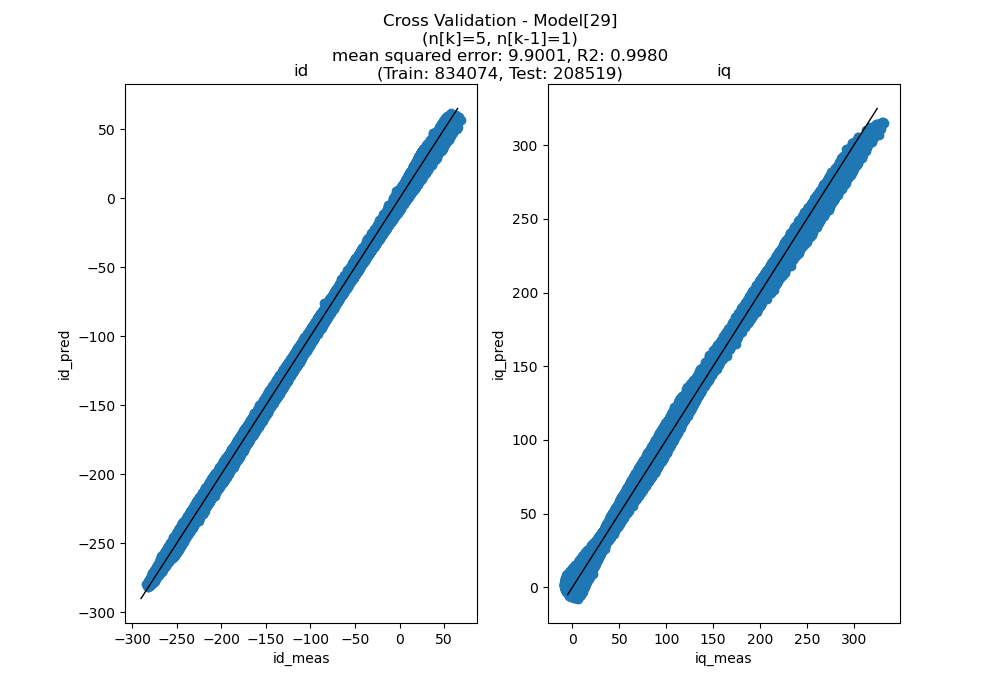 Cross Validation - Model[29]
(n[k]=5, n[k-1]=1)
mean squared error: 9.9001, R2: 0.9980
(Train: 834074, Test: 208519)
id
50
0
−50
−100
−150
−200
−250
−300
id_pred
−300 −250 −200 −150 −100 −50 0 50
id_meas
iq
300
250
200
150
100
50
0
iq_pred
0 50 100 150 200 250 300
iq_meas